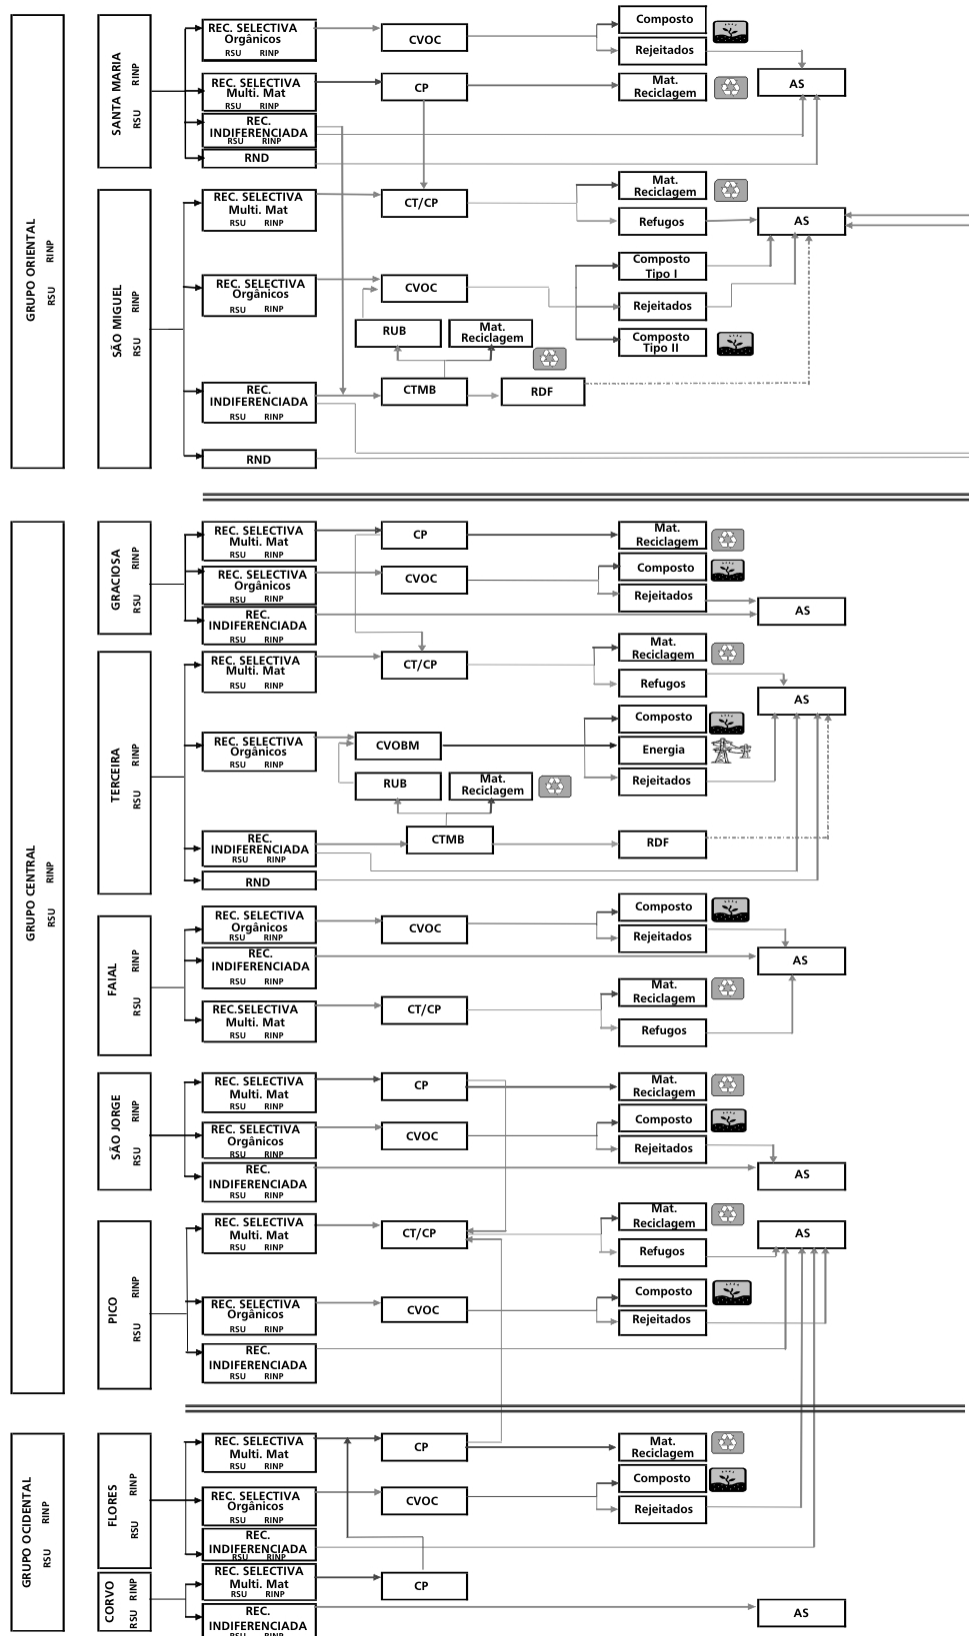 GRUPO ORIENTAL
RSU RINP
SANTA MARIA
RSU RINP
REC. SELECTIVA
Orgânicos
RSU RINP
CVOC
Composto
Rejeitados
AS
REC. SELECTIVA
Multi. Mat
RSU RINP
CP
Mat.
Reciclagem
REC.
INDIFERENCIADA
RSU RINP
RND
SÃO MIGUEL
RSU RINP
REC. SELECTIVA
Multi. Mat
RSU RINP
CT/CP
Mat.
Reciclagem
Refugos
AS
REC. SELECTIVA
Orgânicos
RSU RINP
CVOC
Composto
Tipo I
Rejeitados
Composto
Tipo II
RUB
Mat.
Reciclagem
REC.
INDIFERENCIADA
RSU RINP
CTMB
RDF
RND
GRUPO CENTRAL
RSU RINP
GRACIOSA
RSU RINP
REC. SELECTIVA
Multi. Mat
RSU RINP
CP
Mat.
Reciclagem
REC. SELECTIVA
Orgânicos
RSU RINP
CVOC
Composto
Rejeitados
REC.
INDIFERENCIADA
RSU RINP
AS
TERCEIRA
RSU RINP
REC. SELECTIVA
Multi. Mat
RSU RINP
CT/CP
Mat.
Reciclagem
Refugos
AS
REC. SELECTIVA
Orgânicos
RSU RINP
CVOBM
Composto
Energia
Rejeitados
RUB
Mat.
Reciclagem
REC.
INDIFERENCIADA
RSU RINP
CTMB
RDF
RND
FAIAL
RSU RINP
REC. SELECTIVA
Orgânicos
RSU RINP
CVOC
Composto
Rejeitados
REC.
INDIFERENCIADA
RSU RINP
AS
REC.SELECTIVA
Multi. Mat
RSU RINP
CT/CP
Mat.
Reciclagem
Refugos
SÃO JORGE
RSU RINP
REC. SELECTIVA
Multi. Mat
RSU RINP
CP
Mat.
Reciclagem
REC. SELECTIVA
Orgânicos
RSU RINP
CVOC
Composto
Rejeitados
REC.
INDIFERENCIADA
RSU RINP
AS
PICO
RSU RINP
REC. SELECTIVA
Multi. Mat
RSU RINP
CT/CP
Mat.
Reciclagem
Refugos
AS
REC. SELECTIVA
Orgânicos
RSU RINP
CVOC
Composto
Rejeitados
REC.
INDIFERENCIADA
RSU RINP
GRUPO OCIDENTAL
RSU RINP
FLORES
RSU RINP
REC. SELECTIVA
Multi. Mat
RSU RINP
CP
Mat.
Reciclagem
REC. SELECTIVA
Orgânicos
RSU RINP
CVOC
Composto
Rejeitados
REC.
INDIFERENCIADA
RSU RINP
CORVO
RSU RINP
REC. SELECTIVA
Multi. Mat
RSU RINP
CP
REC.
INDIFERENCIADA
AS